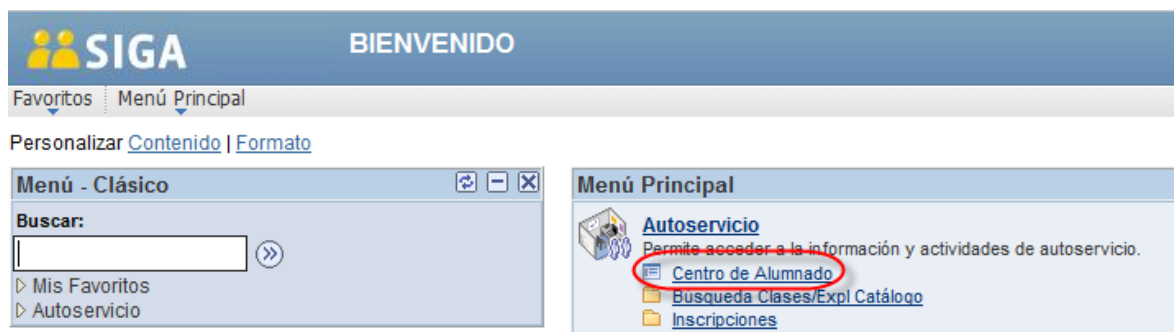 SIGA
BIENVENIDO
Favoritos Menú Principal
Personalizar Contenido | Formato
Menú - Clásico
Buscar:
Mis Favoritos
Autoservicio
Menú Principal
Autoservicio
Permite acceder a la información y actividades de autoservicio.
Centro de Alumnado
Búsqueda Clases/Expl Catálogo
Inscripciones